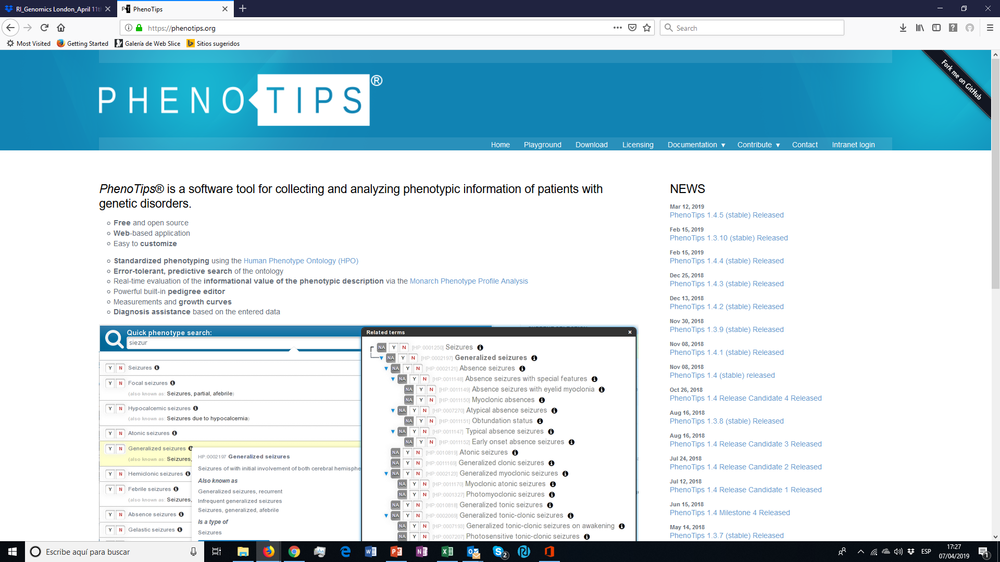 RI_Genomics London_April 11t
PhenoTips
https://phenotips.org
Search
Most Visited
Getting Started
Galería de Web Slice
Sitios sugeridos
Fork me on GitHub
PHENOTIPS®
Home
Playground
Download
Licensing
Documentation ▼
Contribute ▼
Contact
Intranet login
PhenoTips® is a software tool for collecting and analyzing phenotypic information of patients with
genetic disorders.
Free and open source
Web-based application
Easy to customize
Standardized phenotyping using the Human Phenotype Ontology (HPO)
Error-tolerant, predictive search of the ontology
Real-time evaluation of the informational value of the phenotypic description via the Monarch Phenotype Profile Analysis
Powerful built-in pedigree editor
Measurements and growth curves
Diagnosis assistance based on the entered data
Quick phenotype search:
siezur
Y N Seizures
Y N Focal seizures
(also known as: Seizures, partial, afebrile)
Y N Hypocalcemic seizures
(also known as: Seizures due to hypocalcemia)
Y N Atonic seizures
Y N Generalized seizures
(also known as: Seizures,
Y N Hemiclonic seizures
Y N Febrile seizures
(also known as: Seizures,
Y N Absence seizures
Y N Gelastic seizures
HP:0002197 Generalized seizures
Seizures of with initial involvement of both cerebral hemisphe
Also known as
Generalized seizures, recurrent
Infrequent generalized seizures
Seizures, generalized, afebrile
Is a type of
Seizures
Related terms
NA Y N [HP:0001250] Seizures
NA Y N [HP:0002197] Generalized seizures
NA Y N [HP:0002121] Absence seizures
NA Y N [HP:0011148] Absence seizures with special features
NA Y N [HP:0011149] Absence seizures with eyelid myoclonia
NA Y N [HP:0011150] Myoclonic absences
NA Y N [HP:0007270] Atypical absence seizures
NA Y N [HP:0011151] Obtundation status
NA Y N [HP:0011147] Typical absence seizures
NA Y N [HP:0011152] Early onset absence seizures
NA Y N [HP:0010819] Atonic seizures
NA Y N [HP:0011169] Generalized clonic seizures
NA Y N [HP:0002123] Generalized myoclonic seizures
NA Y N [HP:0011170] Myoclonic atonic seizures
NA Y N [HP:0001327] Photomyoclonic seizures
NA Y N [HP:0010818] Generalized tonic seizures
NA Y N [HP:0002069] Generalized tonic-clonic seizures
NA Y N [HP:0007193] Generalized tonic-clonic seizures on awakening
NA Y N [HP:0007207] Photosensitive tonic-clonic seizures
NEWS
Mar 12, 2019
PhenoTips 1.4.5 (stable) Released
Feb 15, 2019
PhenoTips 1.3.10 (stable) Released
Feb 15, 2019
PhenoTips 1.4.4 (stable) Released
Dec 25, 2018
PhenoTips 1.4.3 (stable) Released
Dec 13, 2018
PhenoTips 1.4.2 (stable) Released
Nov 30, 2018
PhenoTips 1.3.9 (stable) Released
Nov 08, 2018
PhenoTips 1.4.1 (stable) Released
Nov 08, 2018
PhenoTips 1.4 (stable) released
Oct 26, 2018
PhenoTips 1.4 Release Candidate 4 Released
Aug 16, 2018
PhenoTips 1.3.8 (stable) Released
Aug 16, 2018
PhenoTips 1.4 Release Candidate 3 Released
Jul 24, 2018
PhenoTips 1.4 Release Candidate 2 Released
Jul 12, 2018
PhenoTips 1.4 Release Candidate 1 Released
Jun 15, 2018
PhenoTips 1.4 Milestone 4 Released
May 14, 2018
PhenoTips 1.3.7 (stable) Released
Escribe aquí para buscar
2
ESP
17:27
07/04/2019
1